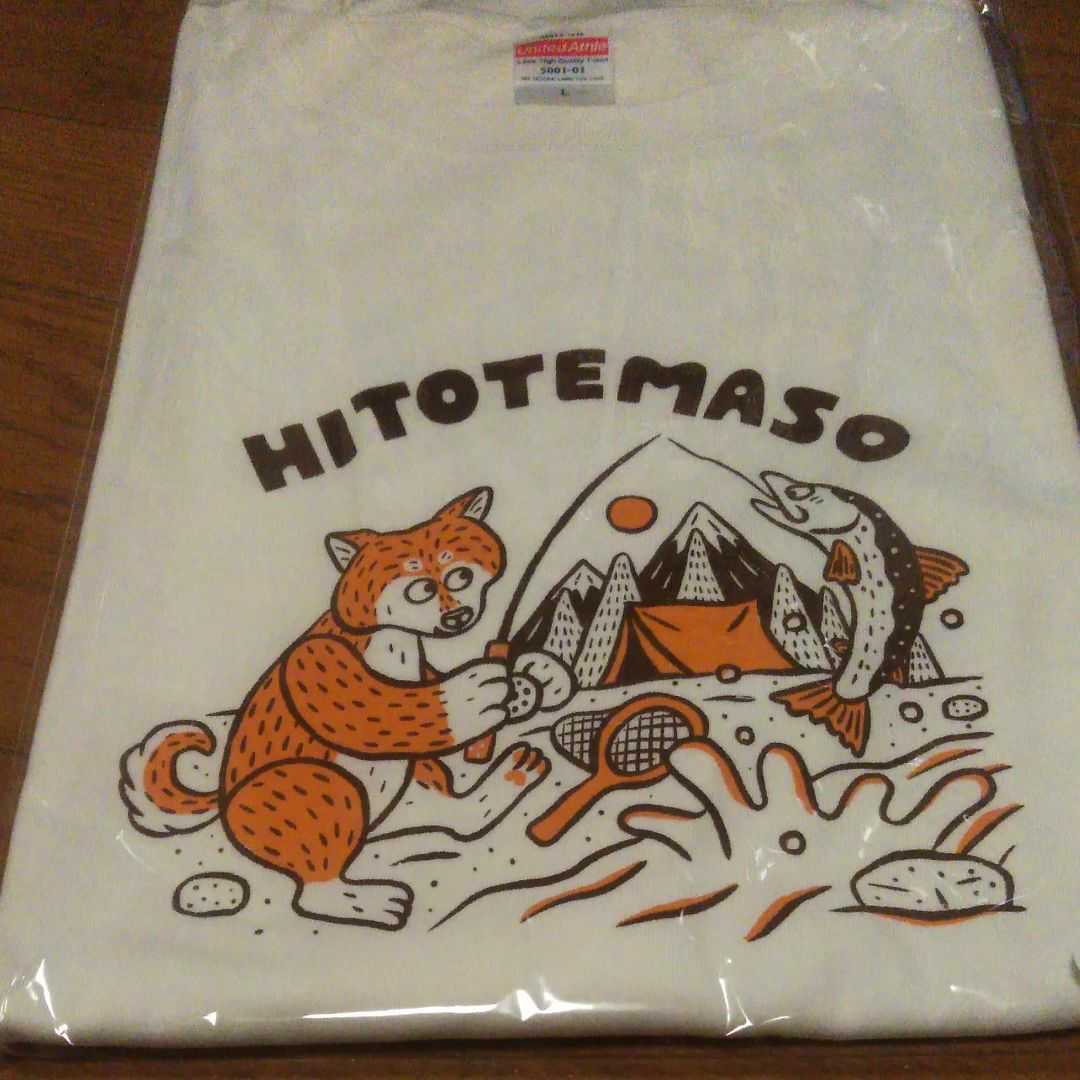 United Athle
5001-01
L
HITOTEMASO